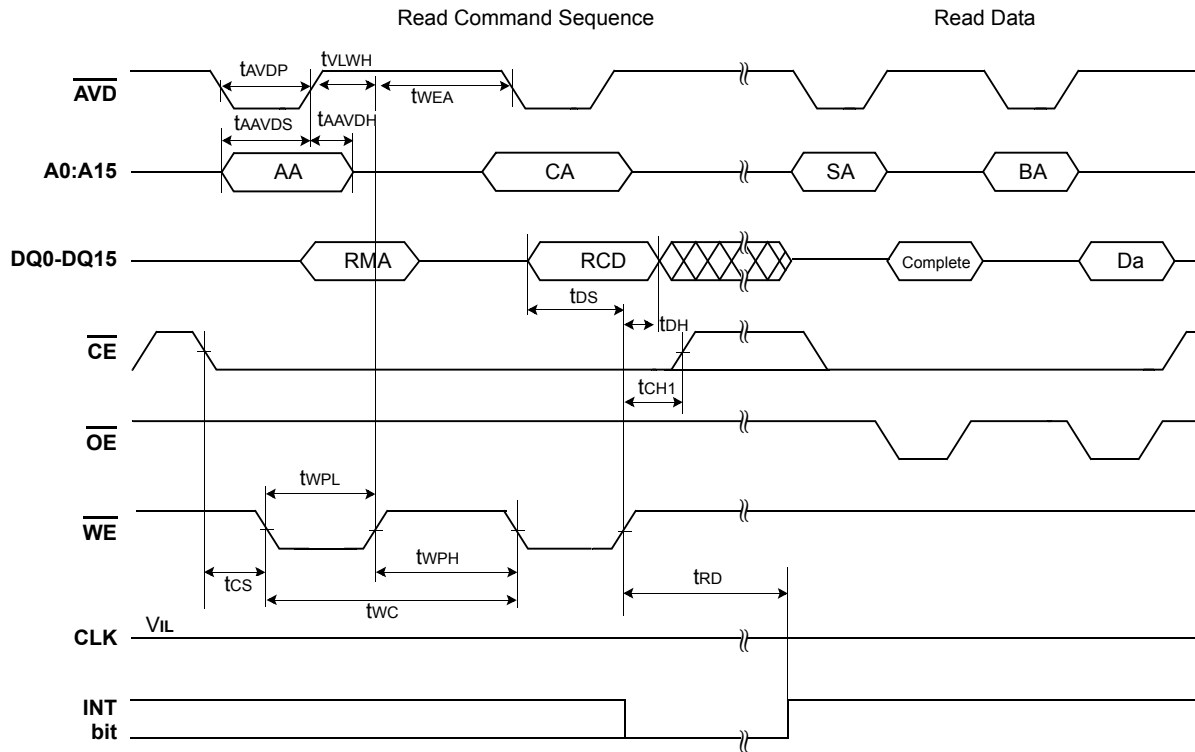 Read Command Sequence Read Data
tAVDP tVLWH
AVD
tWEA
tAAVDS tAAVDH
A0:A15 AA CA SA BA
DQ0-DQ15 RMA RCD Complete Da
tDS
tDH
CE
tCH1
OE
tWPL
WE
tWPH
tCS tRD
tWC
VIL
CLK
INT
bit